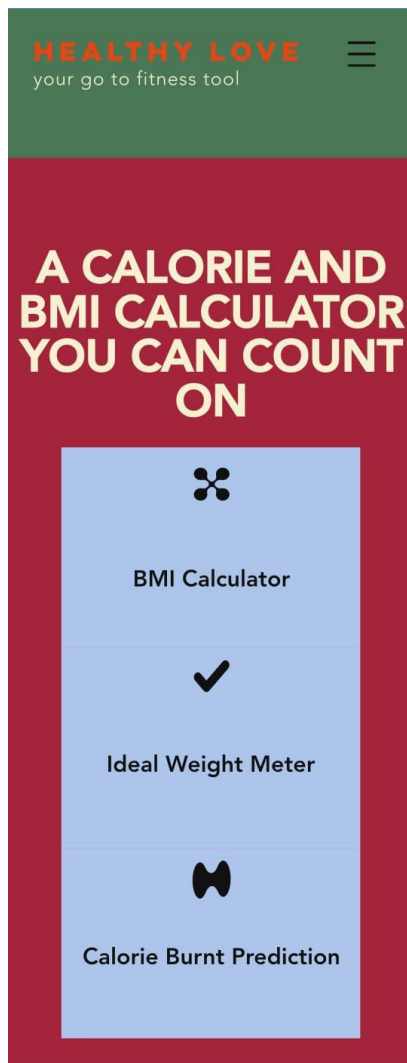 HEALTHY LOVE
your go to fitness tool
A CALORIE AND
BMI CALCULATOR
YOU CAN COUNT
ON
BMI Calculator
Ideal Weight Meter
Calorie Burnt Prediction